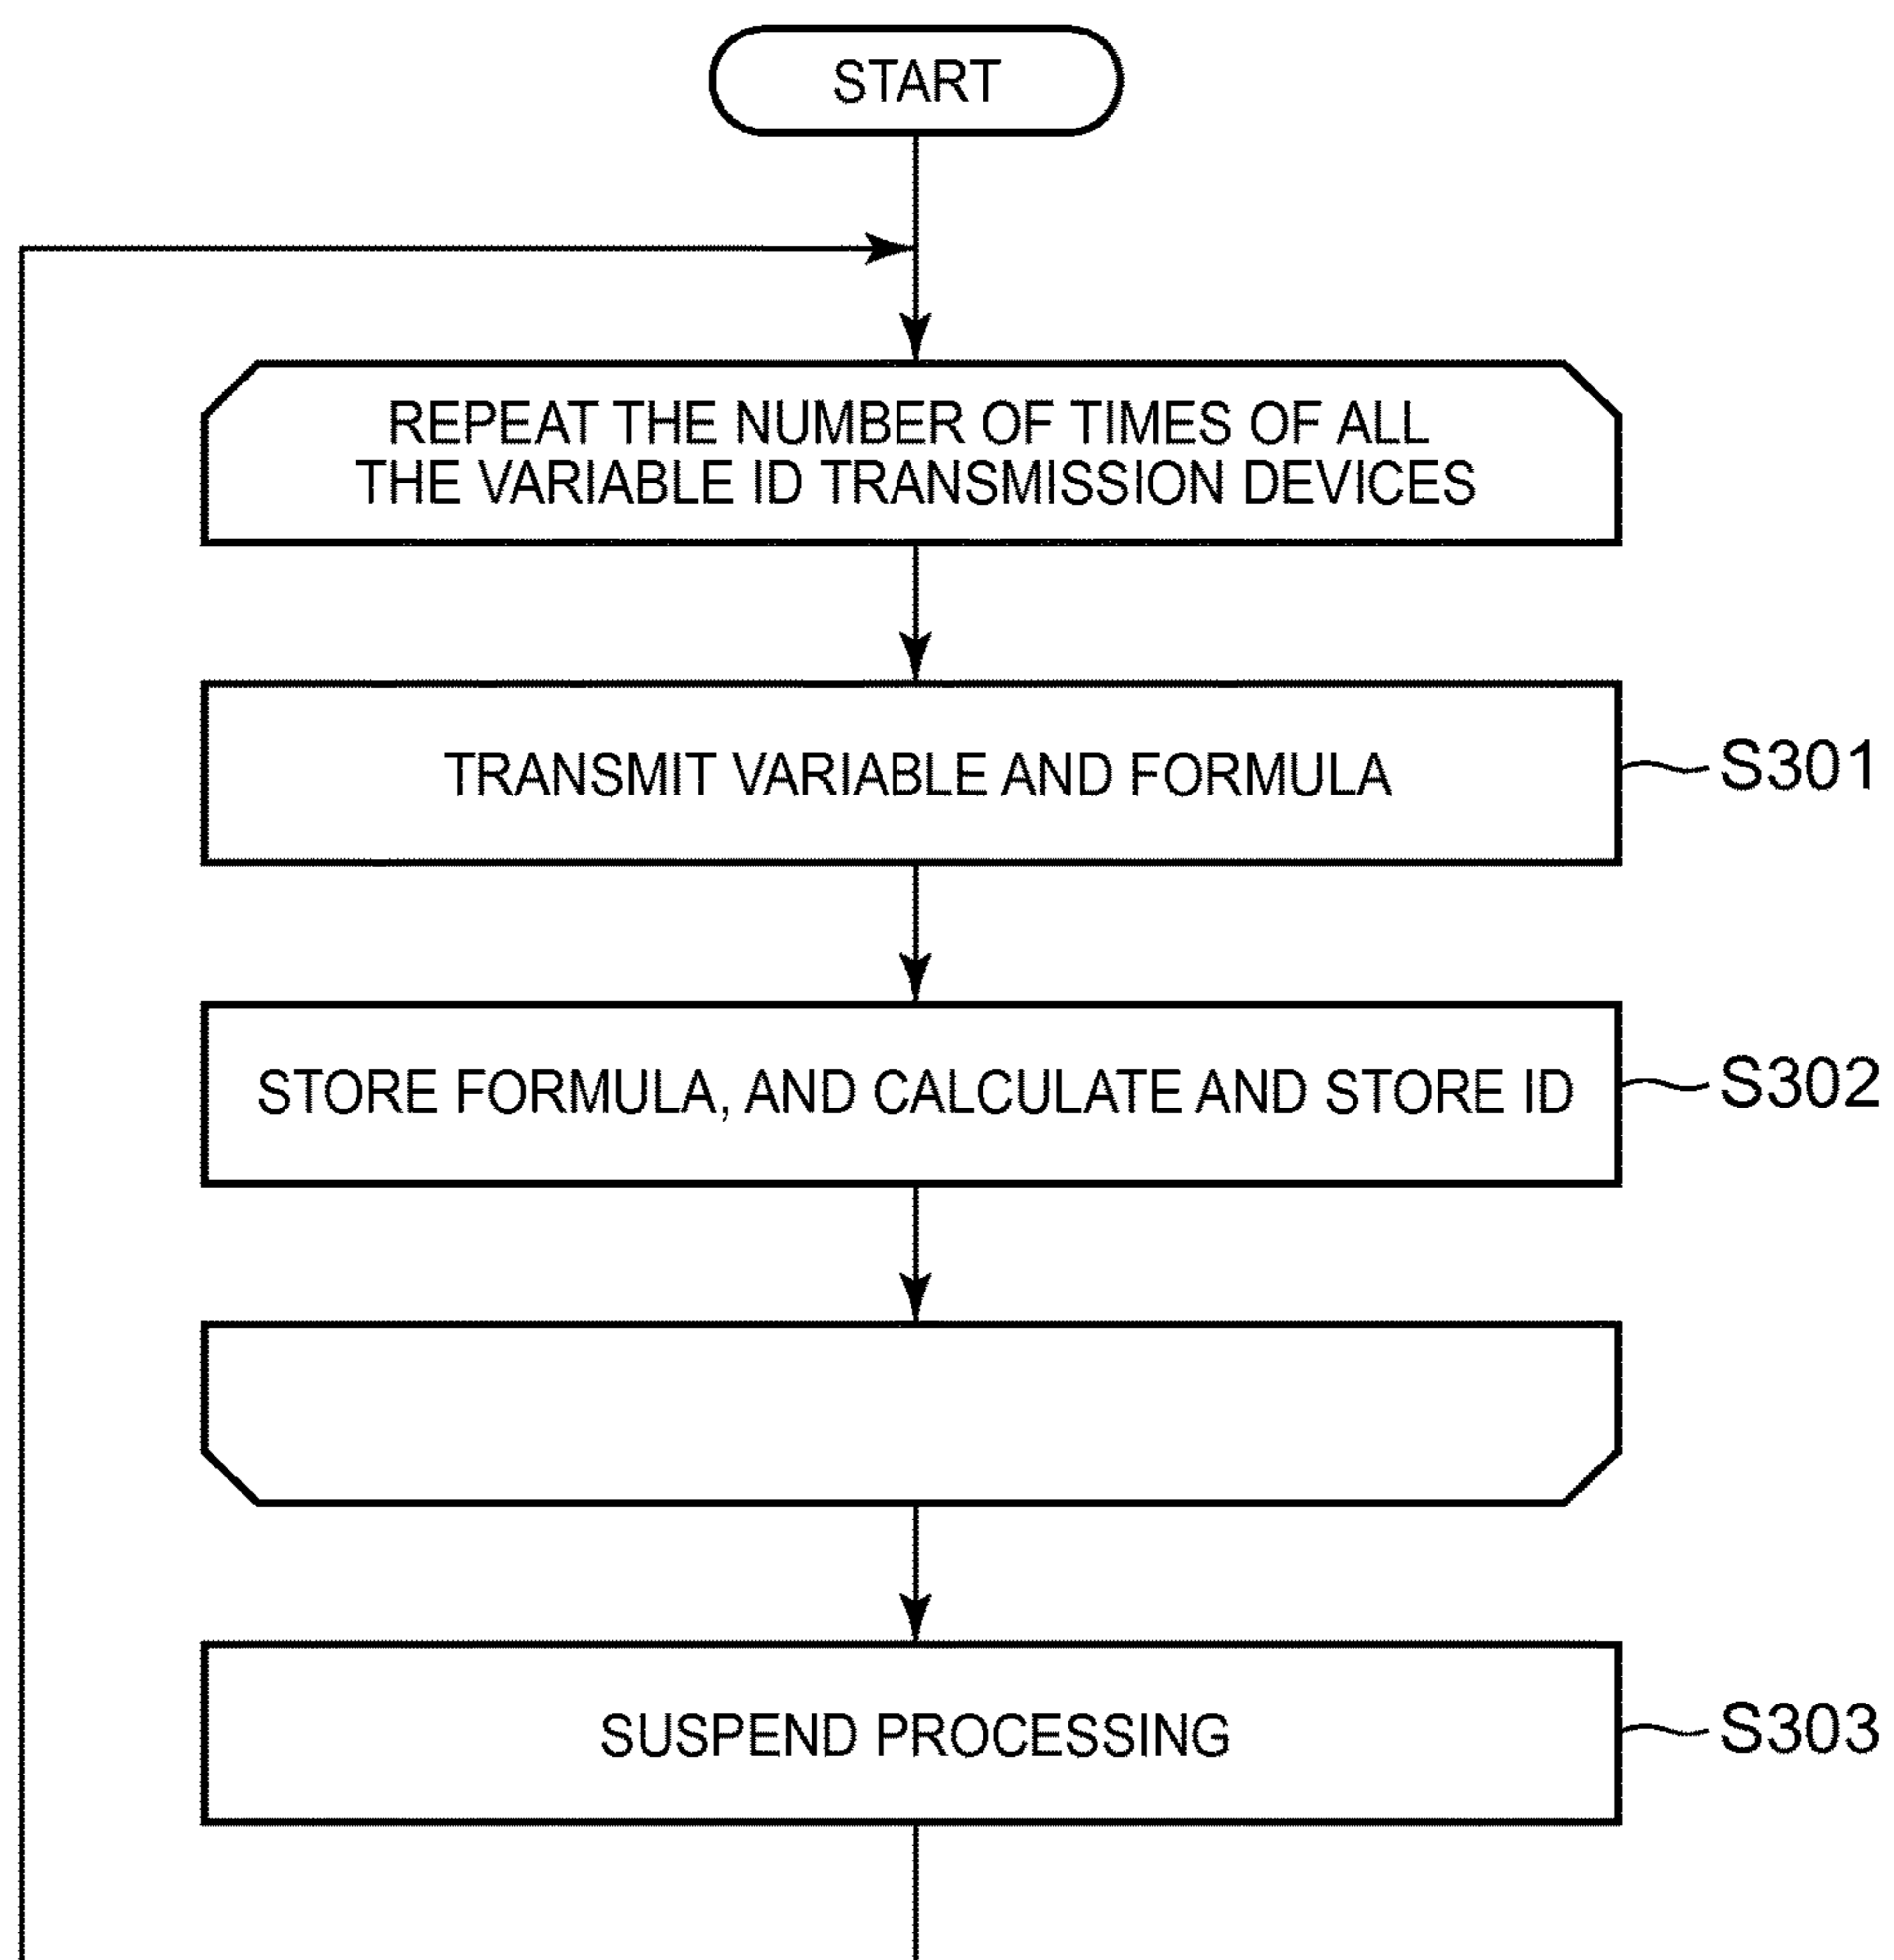 START
REPEAT THE NUMBER OF TIMES OF ALL
THE VARIABLE ID TRANSMISSION DEVICES
TRANSMIT VARIABLE AND FORMULA
S301
STORE FORMULA, AND CALCULATE AND STORE ID
S302
SUSPEND PROCESSING
S303